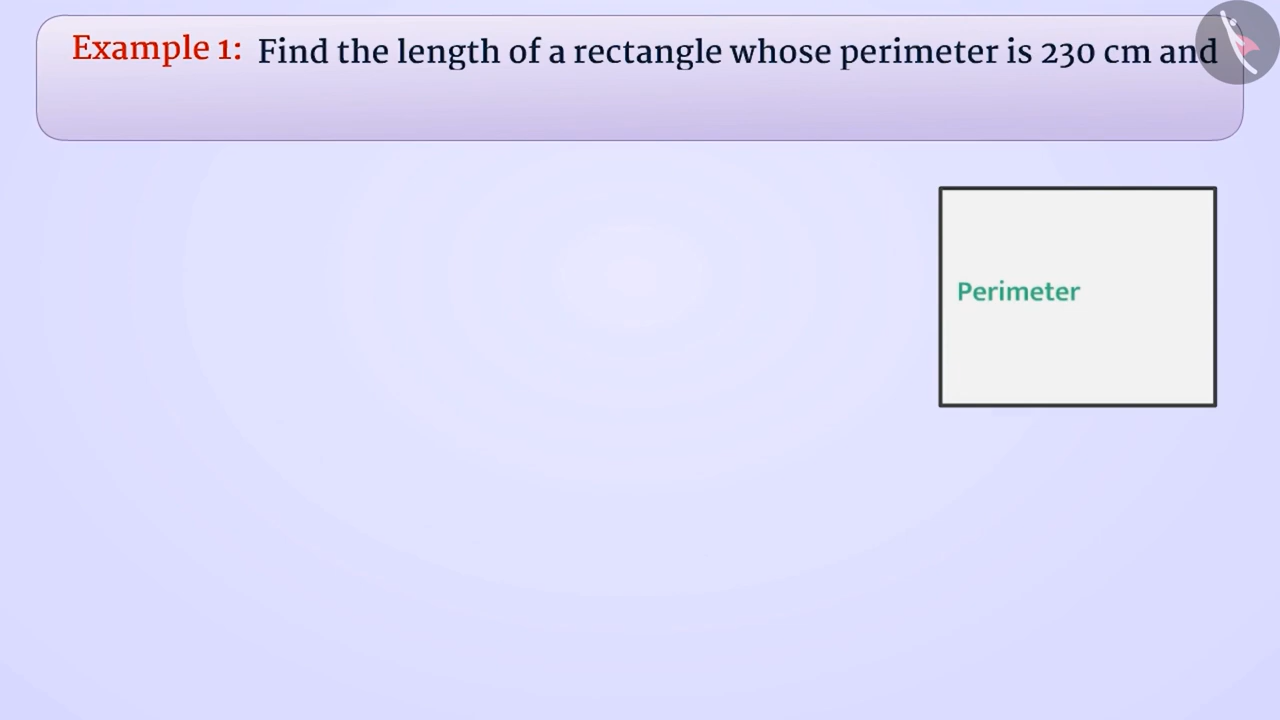 Example 1: Find the length of a rectangle whose perimeter is 230 cm and
Perimeter